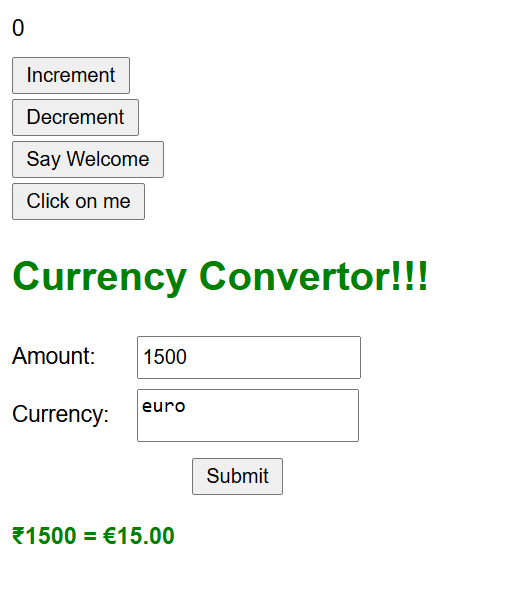 0
Increment
Decrement
Say Welcome
Click on me
Currency Convertor!!!
Amount: 1500
Currency: euro
Submit
₹1500 = €15.00